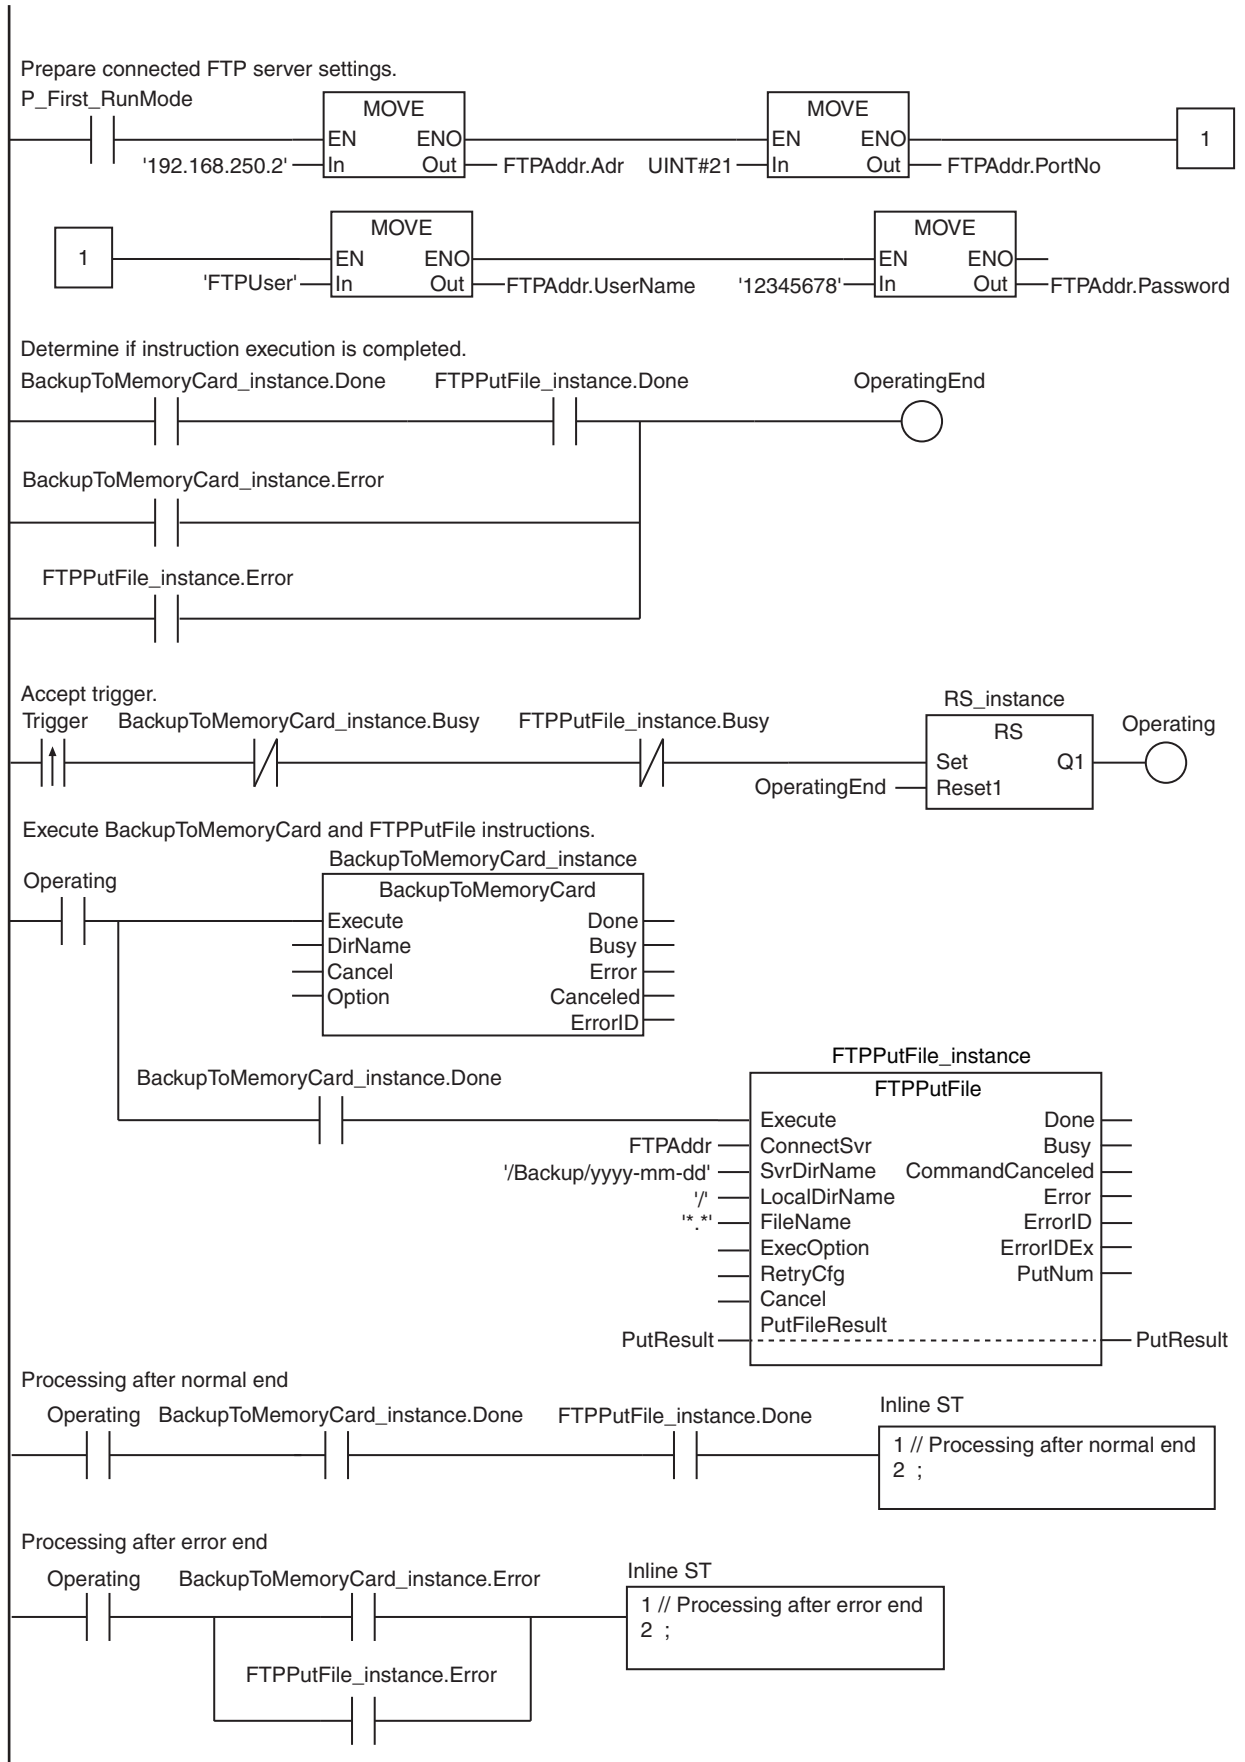 Prepare connected FTP server settings.
P_First_RunMode
MOVE
MOVE
EN ENO
EN ENO
1
'192.168.250.2'
In Out
FTPAddr.Adr
UINT#21
In Out
FTPAddr.PortNo
MOVE
MOVE
1
EN ENO
EN ENO
'FTPUser'
In Out
FTPAddr.UserName
'12345678'
In Out
FTPAddr.Password
Determine if instruction execution is completed.
BackupToMemoryCard_instance.Done
FTPPutFile_instance.Done
OperatingEnd
BackupToMemoryCard_instance.Error
FTPPutFile_instance.Error
Accept trigger.
Trigger
BackupToMemoryCard_instance.Busy
FTPPutFile_instance.Busy
RS_instance
RS
Operating
Set Q1
OperatingEnd
Reset1
Execute BackupToMemoryCard and FTPPutFile instructions.
BackupToMemoryCard_instance
Operating
BackupToMemoryCard
Execute Done
DirName Busy
Cancel Error
Option Canceled
ErrorID
FTPPutFile_instance
BackupToMemoryCard_instance.Done
FTPPutFile
Execute Done
FTPAddr
ConnectSvr Busy
'/Backup/yyyy-mm-dd'
SvrDirName CommandCanceled
'/'
LocalDirName Error
'*.*'
FileName ErrorID
ExecOption ErrorIDEx
RetryCfg PutNum
Cancel
PutFileResult
PutResult
PutResult
Processing after normal end
Operating
BackupToMemoryCard_instance.Done
FTPPutFile_instance.Done
Inline ST
1 // Processing after normal end
2 ;
Processing after error end
Operating
BackupToMemoryCard_instance.Error
Inline ST
1 // Processing after error end
2 ;
FTPPutFile_instance.Error